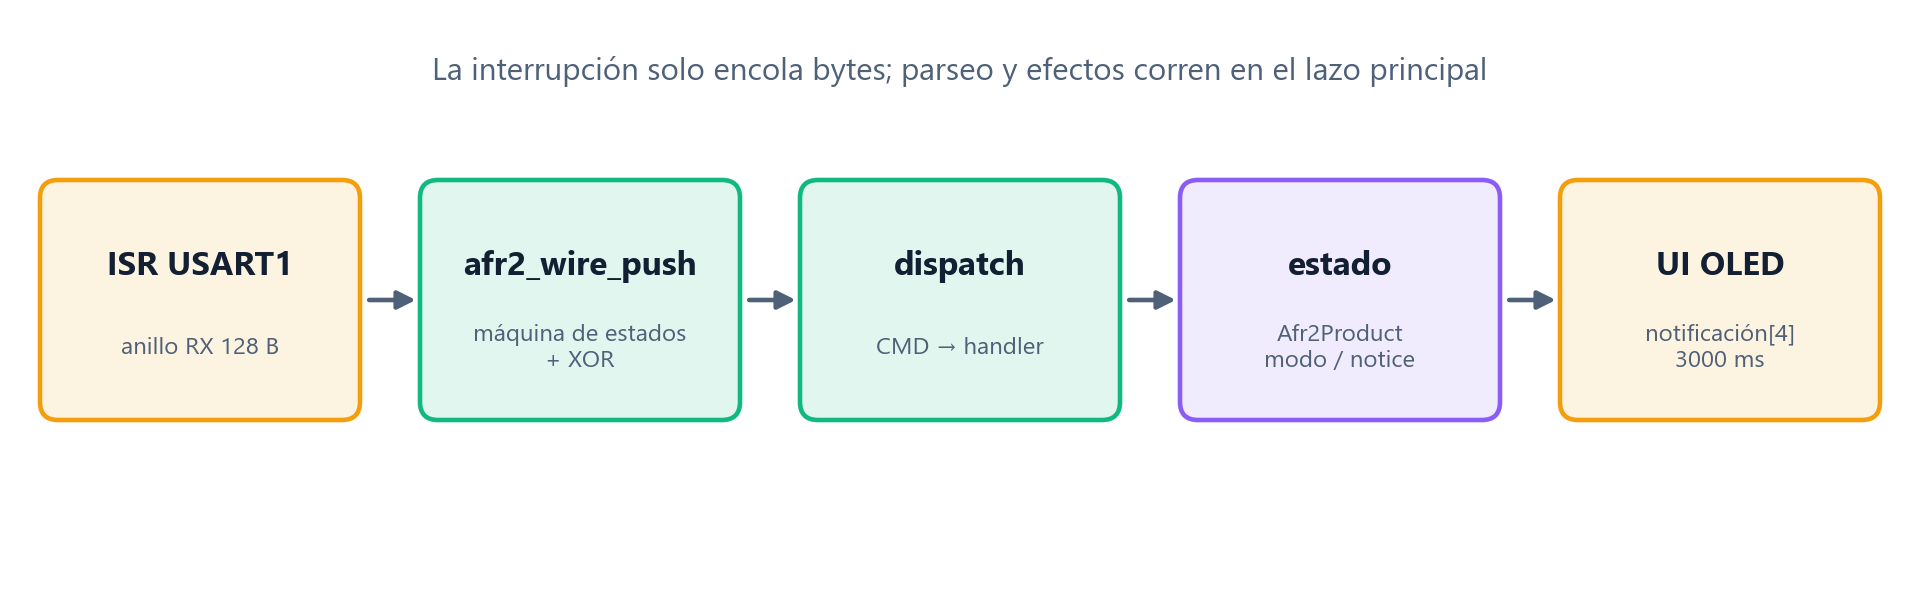 La interrupción solo encola bytes; parseo y efectos corren en el lazo principal
ISR USART1
anillo RX 128 B
afr2_wire_push
máquina de estados
+ XOR
dispatch
CMD → handler
estado
Afr2Product
modo / notice
UI OLED
notificación[4]
3000 ms